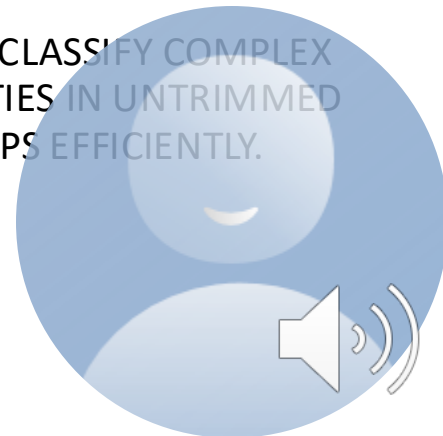 CLASSIFY COMPLEX
TIES IN UNTRIMMED
PS EFFICIENTLY.